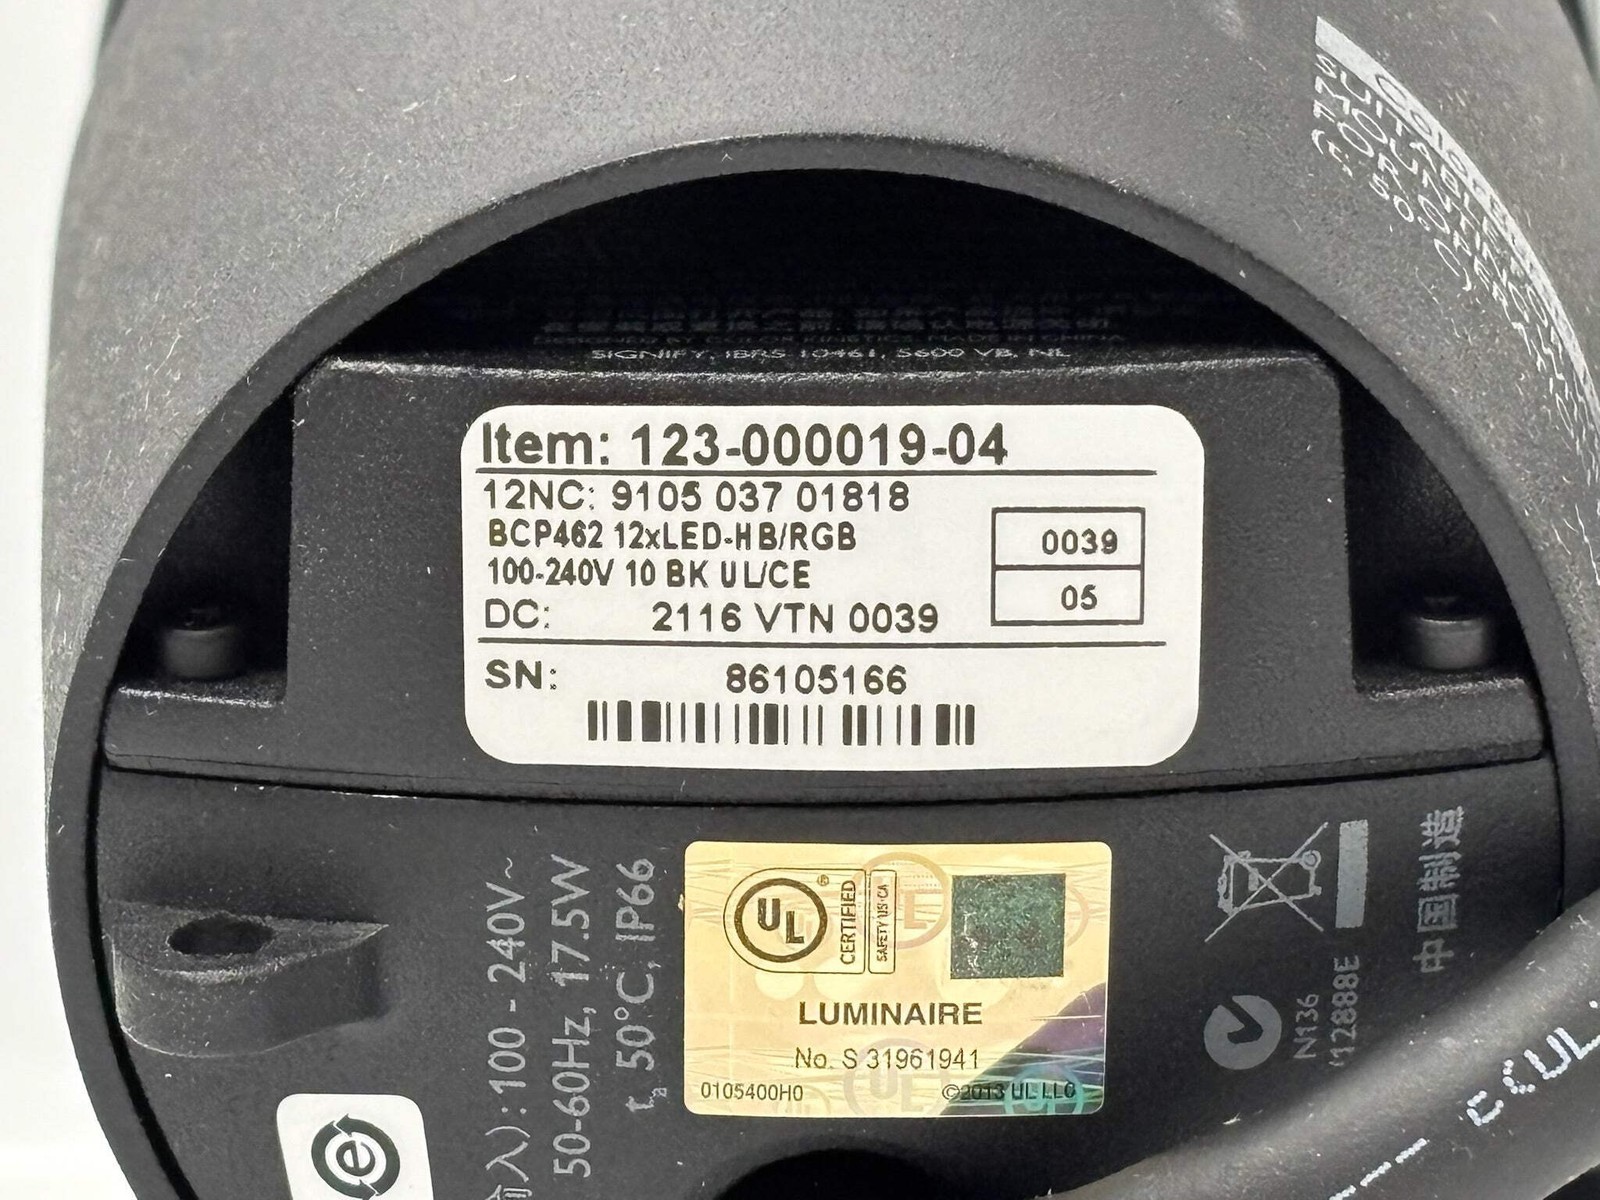 SUITABLE
SIGNIFY, IBRS 10461, 5600 VB, NL
Item: 123-000019-04
12NC: 9105 037 01818
BCP462 12xLED-HB/RGB
100-240V 10 BK UL/CE
DC: 2116 VTN 0039
0039
05
SN: 86105166
入): 100 - 240V~
50-60Hz, 17.5W
ta 50°C, IP66
UL ®
CERTIFIED
SAFETY US-CA
LUMINAIRE
No. S 31961941
0105400H0 ©2013 UL LLC
N136
12888E
中国制造
e